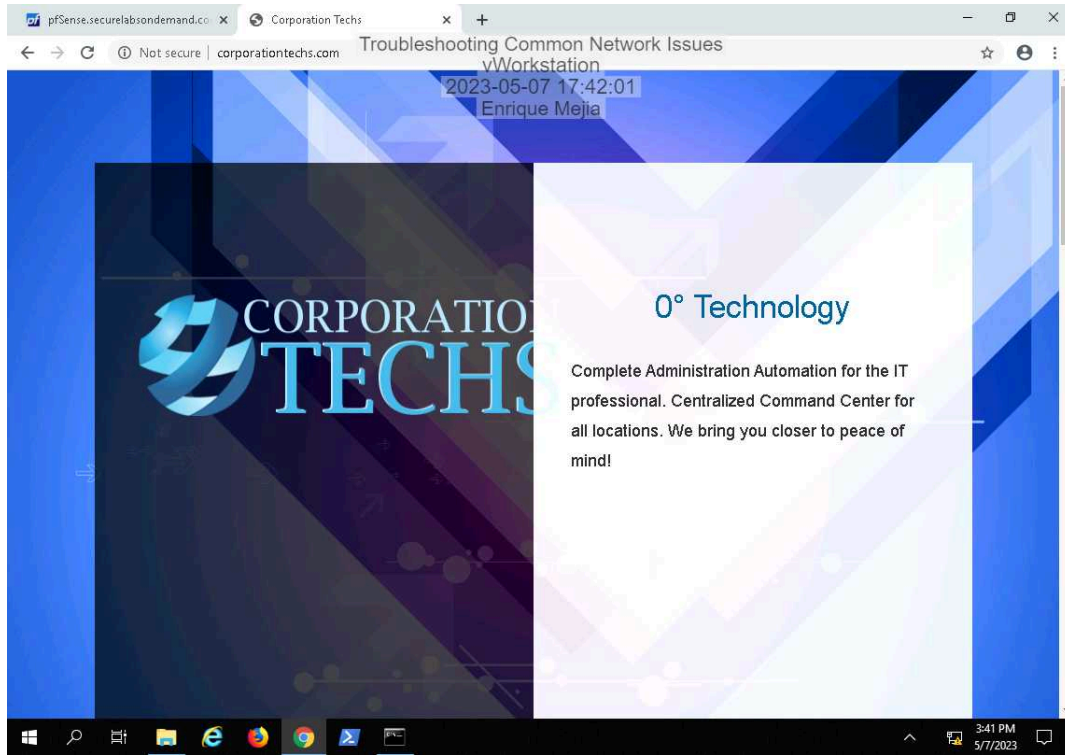 pfSense.securelabsondemand.co
Corporation Techs
Not secure | corporationtechs.com
Troubleshooting Common Network Issues
vWorkstation
2023-05-07 17:42:01
Enrique Mejia
CORPORATION
TECHS
0° Technology
Complete Administration Automation for the IT
professional. Centralized Command Center for
all locations. We bring you closer to peace of
mind!
3:41 PM
5/7/2023